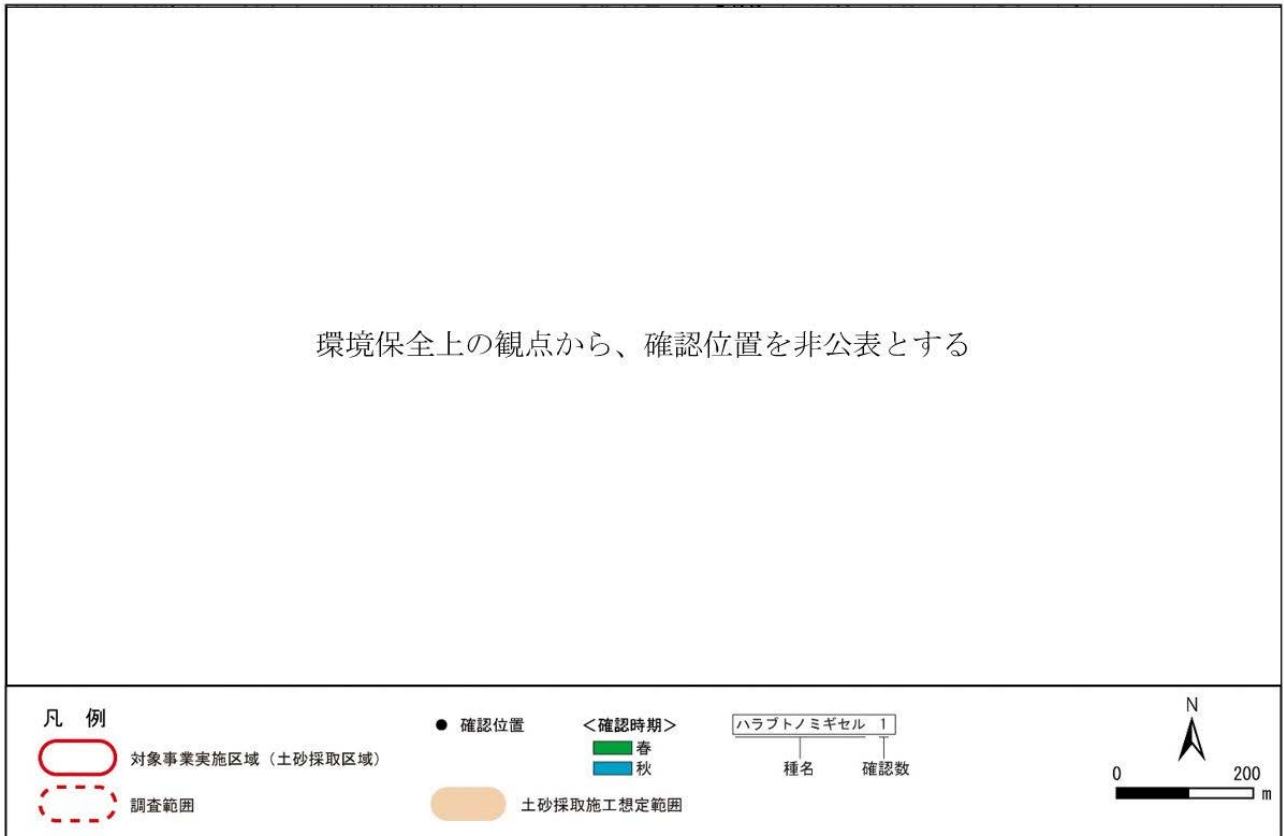 環境保全上の観点から、確認位置を非公表とする
凡 例
対象事業実施区域（土砂採取区域）
調査範囲
● 確認位置
＜確認時期＞
春
秋
土砂採取施工想定範囲
ハラブトノミギセル 1
種名 確認数
N
0 200
m